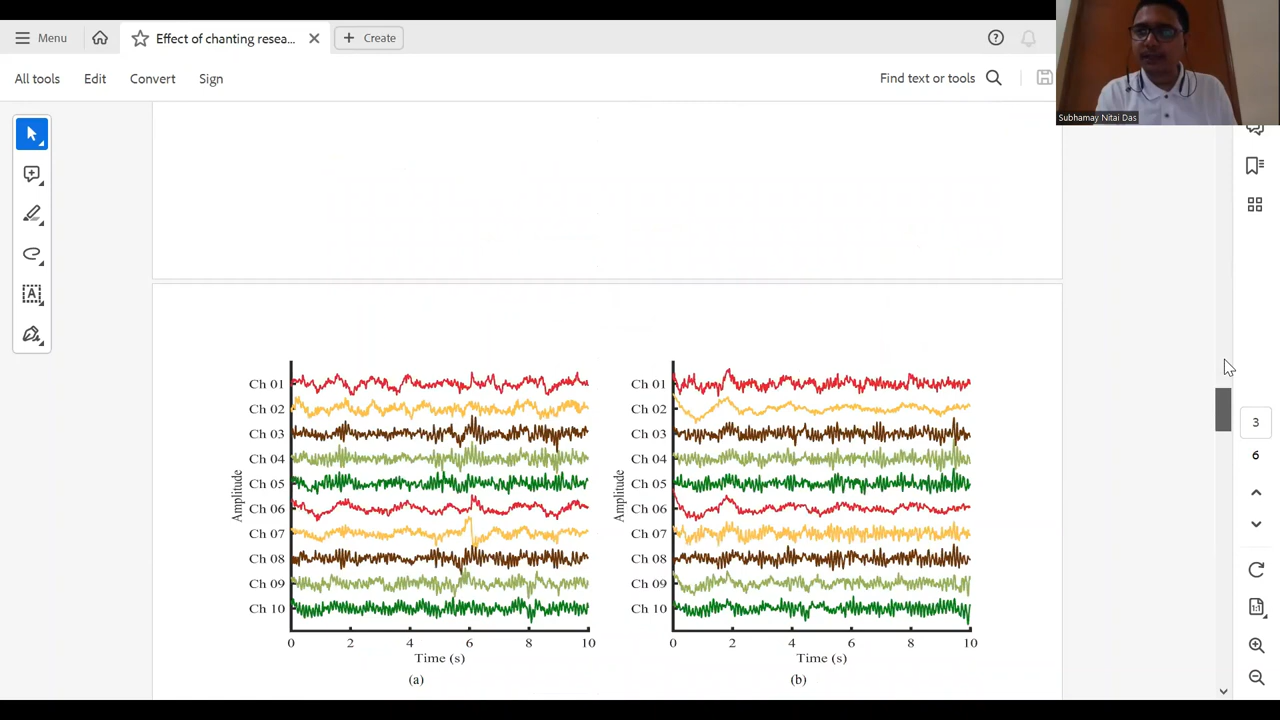 Menu
Effect of chanting resea...
Create
All tools
Edit
Convert
Sign
Find text or tools
Subhamay Nitai Das
3
6
1:1
Amplitude
Ch 01
Ch 02
Ch 03
Ch 04
Ch 05
Ch 06
Ch 07
Ch 08
Ch 09
Ch 10
0 2 4 6 8 10
Time (s)
(a)
Amplitude
Ch 01
Ch 02
Ch 03
Ch 04
Ch 05
Ch 06
Ch 07
Ch 08
Ch 09
Ch 10
0 2 4 6 8 10
Time (s)
(b)